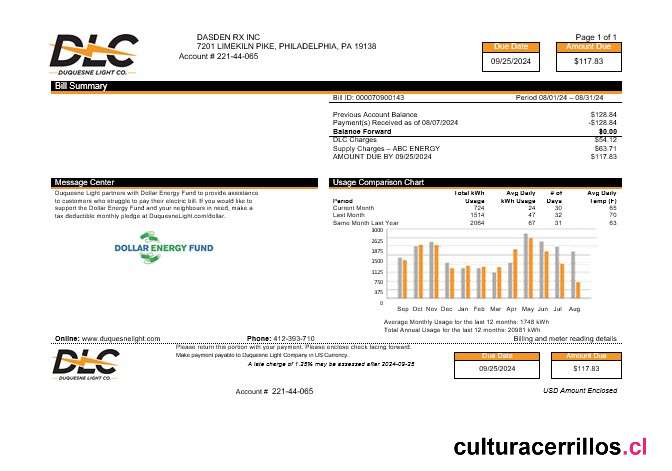 DLC
DUQUESNE LIGHT CO.
DASDEN RX INC
7201 LIMEKILN PIKE, PHILADELPHIA, PA 19138
Account # 221-44-065
Page 1 of 1
Due Date
Amount Due
09/25/2024
$117.83
Bill Summary
Bill ID: 000070900143 Period 08/01/24 – 08/31/24
Previous Account Balance $128.84
Payment(s) Received as of 08/07/2024 -$128.84
Balance Forward $0.00
DLC Charges $54.12
Supply Charges – ABC ENERGY $63.71
AMOUNT DUE BY 09/25/2024 $117.83
Message Center
Duquesne Light partners with Dollar Energy Fund to provide assistance
to customers who struggle to pay their electric bill. If you would like to
support the Dollar Energy Fund and your neighbours in need, make a
tax deductible monthly pledge at DuquesneLight.com/dollar.
DOLLAR ENERGY FUND
Usage Comparison Chart
Total kWh Avg Daily # of Avg Daily
Period Usage kWh Usage Days Temp (F)
Current Month 724 24 30 65
Last Month 1514 47 32 70
Same Month Last Year 2064 67 31 63
3000
2625
2250
1875
1500
1125
750
375
0
Sep Oct Nov Dec Jan Feb Mar Apr May Jun Jul Aug
Average Monthly Usage for the last 12 months: 1748 kWh
Total Annual Usage for the last 12 months: 20981 kWh
Online: www.duquesnelight.com
Phone: 412-393-710
Billing and meter reading details
Please return this portion with your payment. Please enclose check facing forward.
Make payment payable to Duquesne Light Company in US Currency.
A late charge of 1.25% may be assessed after 2024-09-25
DLC
DUQUESNE LIGHT CO.
Due Date
Amount Due
09/25/2024
$117.83
Account # 221-44-065
USD Amount Enclosed
culturacerrillos.cl